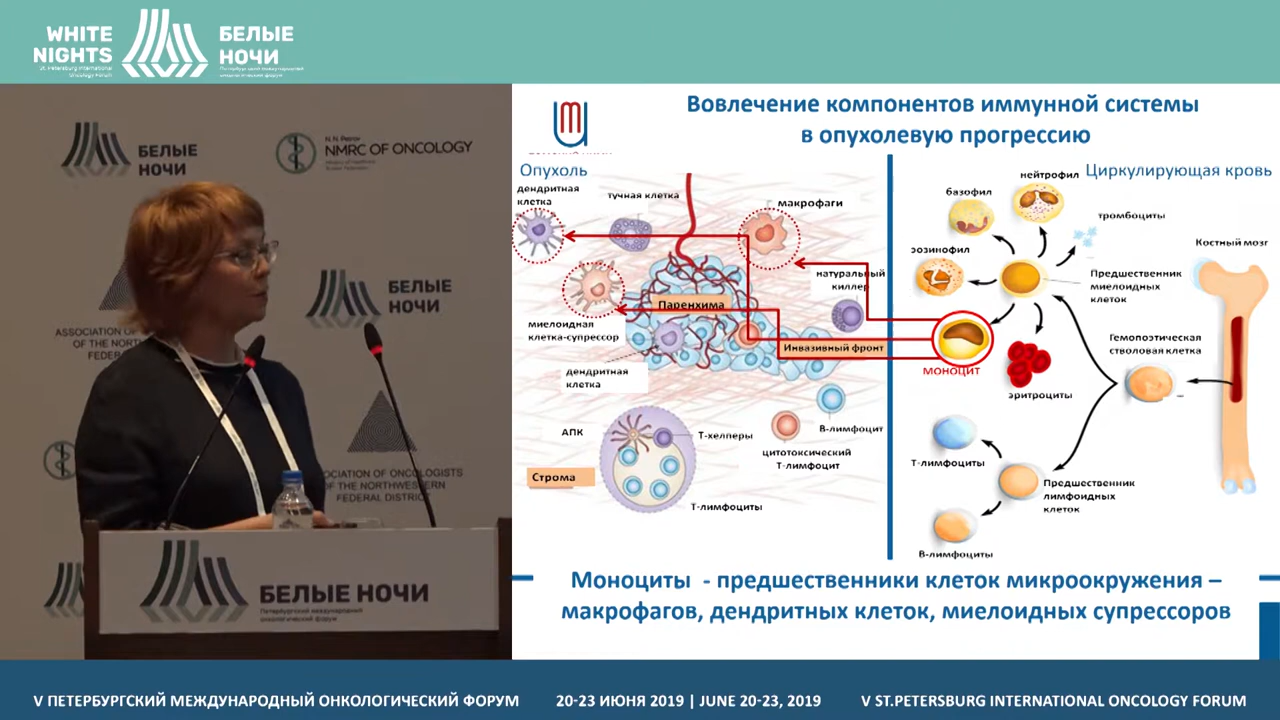 WHITE
NIGHTS
St. Petersburg International
Oncology Forum
БЕЛЫЕ
НОЧИ
Петербургский международный
онкологический форум
БЕЛЫЕ
НОЧИ
N.N. Petrov
NMRC OF ONCOLOGY
БЕЛЫЕ
НОЧИ
ASSOCIATION OF
OF THE NORTHWE
FEDERAL
ASSOCIATION OF ONCOLOGISTS
OF THE NORTHWESTERN
FEDERAL DISTRICT
БЕЛЫЕ НОЧИ
Петербургский международный
онкологический форум
Вовлечение компонентов иммунной системы
в опухолевую прогрессию
Опухоль
дендритная
клетка
тучная клетка
макрофаги
натуральный
киллер
Паренхима
миелоидная
клетка-супрессор
Инвазивный фронт
дендритная
клетка
АПК
Т-хелперы
В-лимфоцит
цитотоксический
Т-лимфоцит
Строма
Т-лимфоциты
Циркулирующая кровь
нейтрофил
базофил
тромбоциты
эозинофил
Костный мозг
Предшественник
миелоидных
клеток
Гемопоэтическая
стволовая клетка
моноцит
эритроциты
Т-лимфоциты
Предшественник
лимфоидных
клеток
В-лимфоциты
Моноциты - предшественники клеток микроокружения –
макрофагов, дендритных клеток, миелоидных супрессоров
V ПЕТЕРБУРГСКИЙ МЕЖДУНАРОДНЫЙ ОНКОЛОГИЧЕСКИЙ ФОРУМ
20-23 ИЮНЯ 2019 | JUNE 20-23, 2019
V ST.PETERSBURG INTERNATIONAL ONCOLOGY FORUM